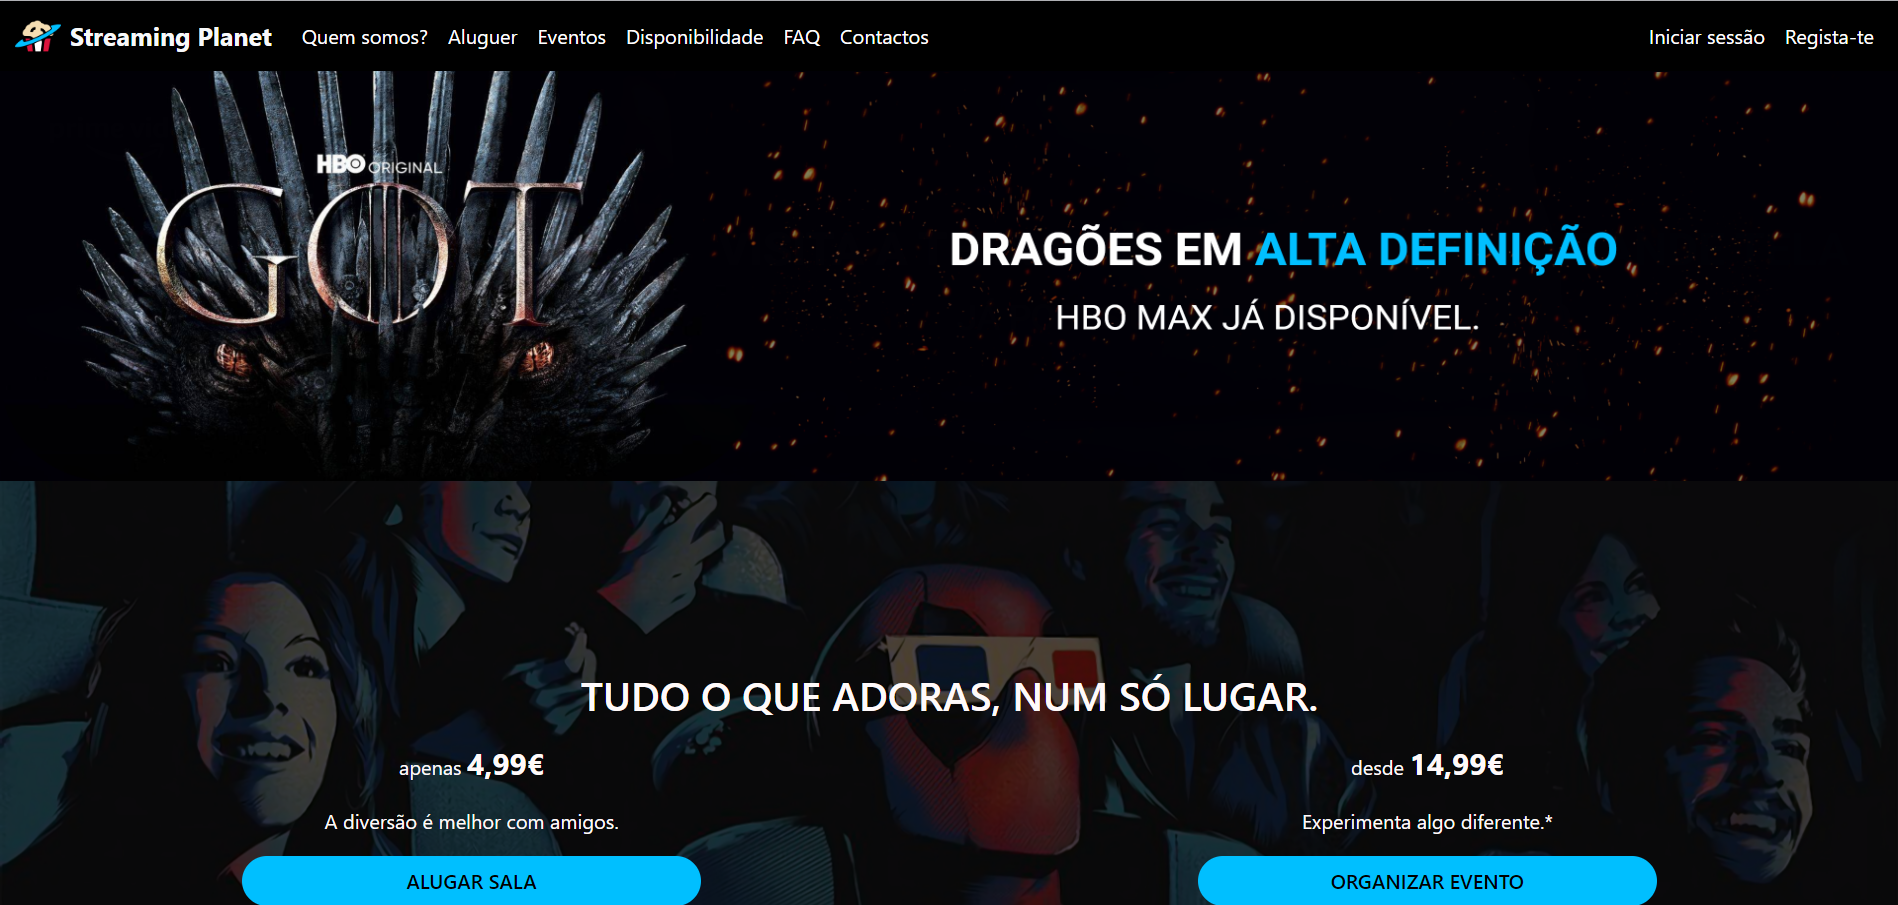 Streaming Planet Quem somos? Aluguer Eventos Disponibilidade FAQ Contactos Iniciar sessão Regista-te
HBO ORIGINAL
GOT
DRAGÕES EM ALTA DEFINIÇÃO
HBO MAX JÁ DISPONÍVEL.
TUDO O QUE ADORAS, NUM SÓ LUGAR.
apenas 4,99€
A diversão é melhor com amigos.
ALUGAR SALA
desde 14,99€
Experimenta algo diferente.*
ORGANIZAR EVENTO